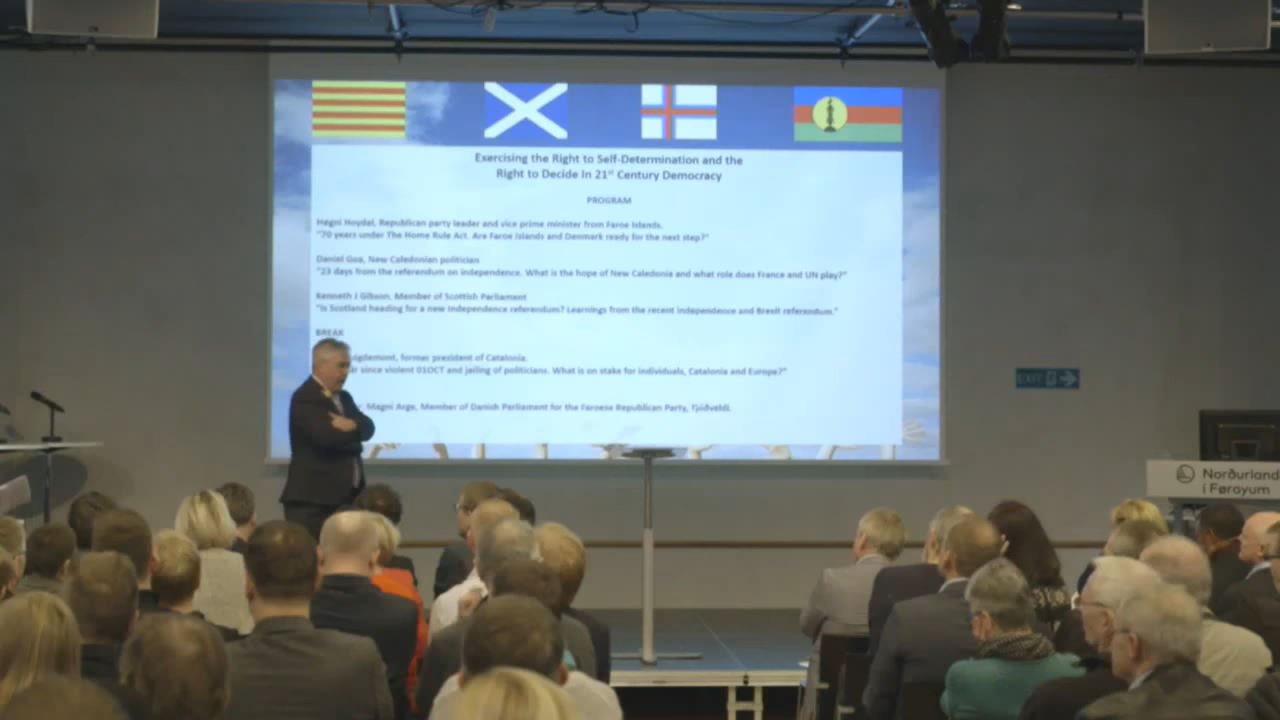 Exercising the Right to Self-Determination and the
Right to Decide In 21st Century Democracy
PROGRAM
Høgni Hoydal, Republican party leader and vice prime minister from Faroe Islands.
"70 years under The Home Rule Act. Are Faroe Islands and Denmark ready for the next step?"
Daniel Goa, New Caledonian politician
"23 days from the referendum on independence. What is the hope of New Caledonia and what role does France and UN play?"
Kenneth J Gibson, Member of Scottish Parliament
"Is Scotland heading for a new independence referendum? Learnings from the recent independence and Brexit referendum."
BREAK
uigdemont, former president of Catalonia.
since violent 01OCT and jailing of politicians. What is on stake for individuals, Catalonia and Europe?"
Magni Arge, Member of Danish Parliament for the Faroese Republican Party, Tjóðveldi.
EXIT
Norðurland
í Føroyum